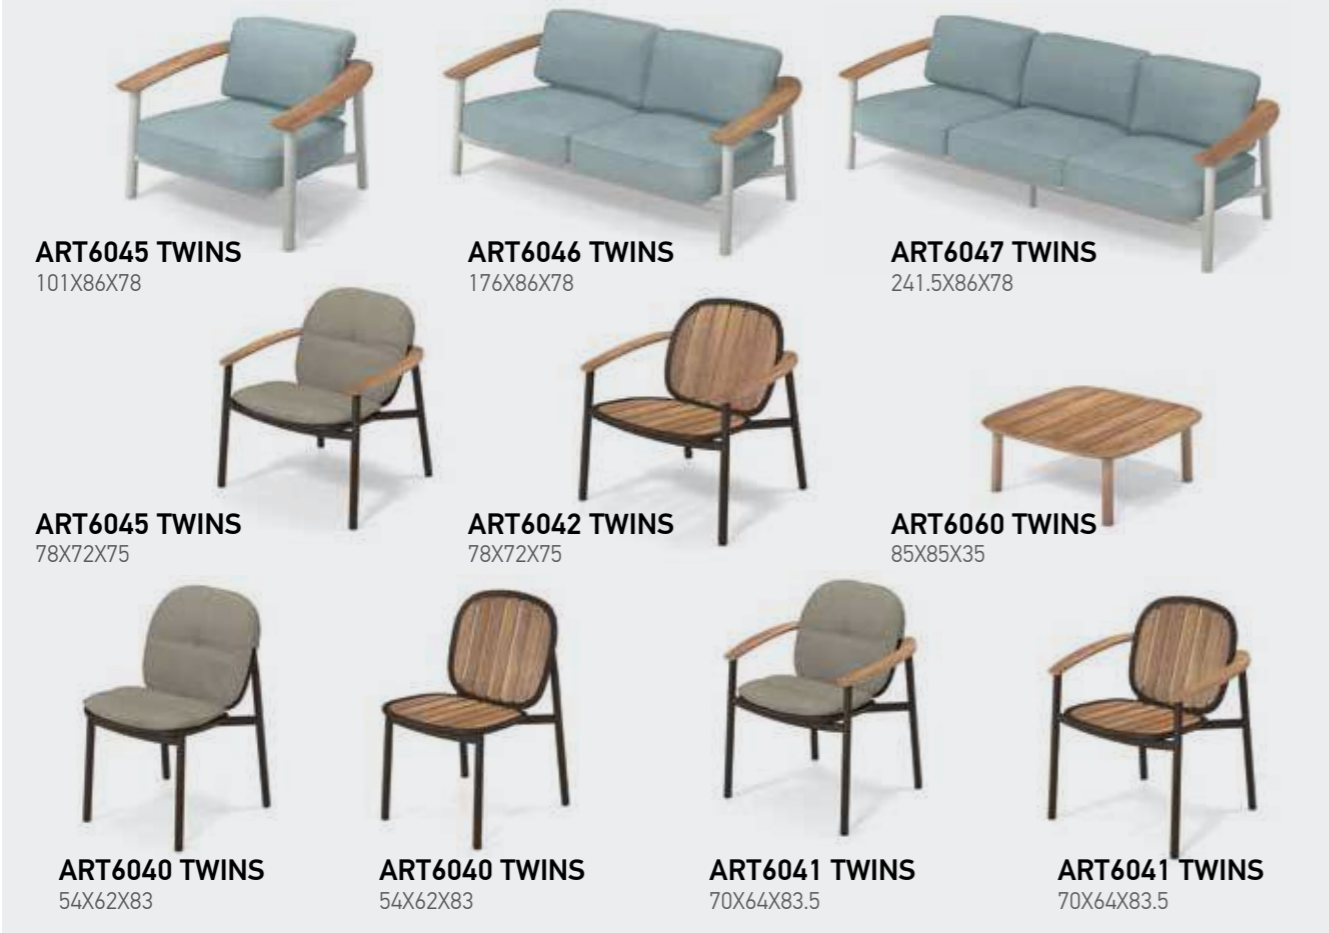 ART6045 TWINS
101X86X78
ART6046 TWINS
176X86X78
ART6047 TWINS
241.5X86X78
ART6045 TWINS
78X72X75
ART6042 TWINS
78X72X75
ART6060 TWINS
85X85X35
ART6040 TWINS
54X62X83
ART6040 TWINS
54X62X83
ART6041 TWINS
70X64X83.5
ART6041 TWINS
70X64X83.5